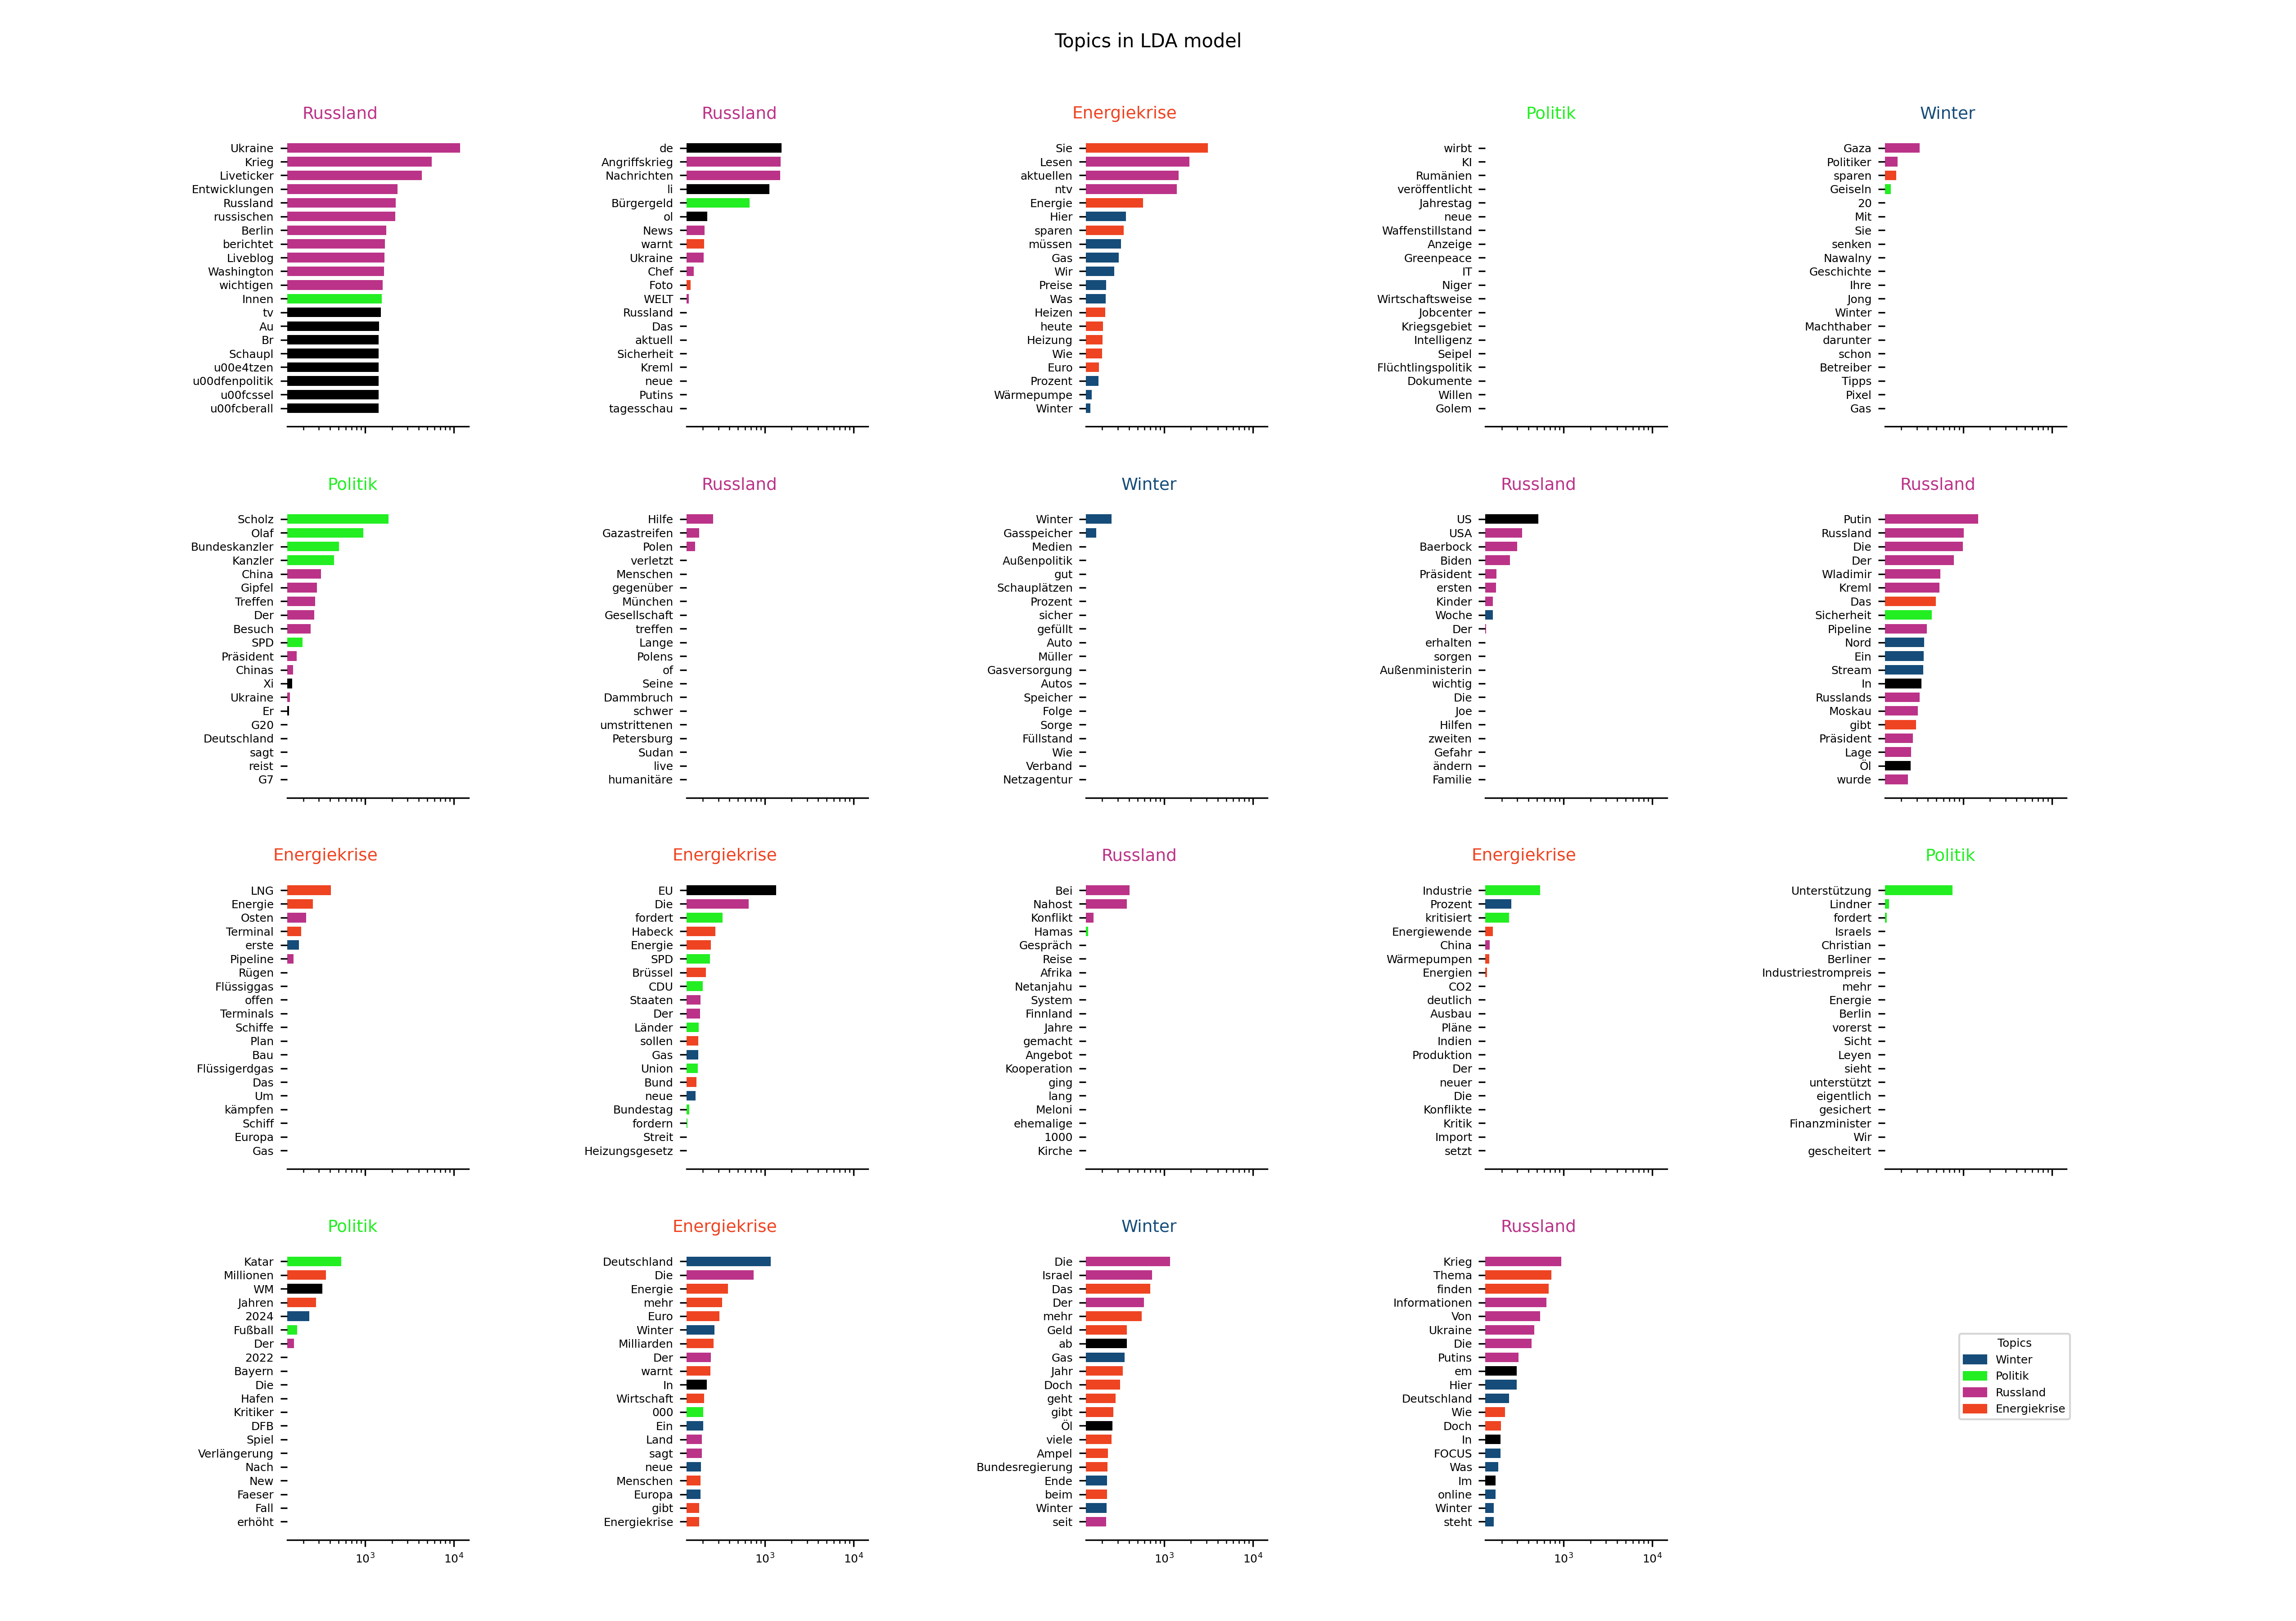 Topics in LDA model
Russland
Ukraine
Krieg
Liveticker
Entwicklungen
Russland
russischen
Berlin
berichtet
Liveblog
Washington
wichtigen
Innen
tv
Au
Br
Schaupl
u00e4tzen
u00dfenpolitik
u00fcssel
u00fcberall
Russland
de
Angriffskrieg
Nachrichten
li
Bürgergeld
ol
News
warnt
Ukraine
Chef
Foto
WELT
Russland
Das
aktuell
Sicherheit
Kreml
neue
Putins
tagesschau
Energiekrise
Sie
Lesen
aktuellen
ntv
Energie
Hier
sparen
müssen
Gas
Wir
Preise
Was
Heizen
heute
Heizung
Wie
Euro
Prozent
Wärmepumpe
Winter
Politik
wirbt
KI
Rumänien
veröffentlicht
Jahrestag
neue
Waffenstillstand
Anzeige
Greenpeace
IT
Niger
Wirtschaftsweise
Jobcenter
Kriegsgebiet
Intelligenz
Seipel
Flüchtlingspolitik
Dokumente
Willen
Golem
Winter
Gaza
Politiker
sparen
Geiseln
20
Mit
Sie
senken
Nawalny
Geschichte
Ihre
Jong
Winter
Machthaber
darunter
schon
Betreiber
Tipps
Pixel
Gas
Politik
Scholz
Olaf
Bundeskanzler
Kanzler
China
Gipfel
Treffen
Der
Besuch
SPD
Präsident
Chinas
Xi
Ukraine
Er
G20
Deutschland
sagt
reist
G7
Russland
Hilfe
Gazastreifen
Polen
verletzt
Menschen
gegenüber
München
Gesellschaft
treffen
Lange
Polens
of
Seine
Dammbruch
schwer
umstrittenen
Petersburg
Sudan
live
humanitäre
Winter
Winter
Gasspeicher
Medien
Außenpolitik
gut
Schauplätzen
Prozent
sicher
gefüllt
Auto
Müller
Gasversorgung
Autos
Speicher
Folge
Sorge
Füllstand
Wie
Verband
Netzagentur
Russland
US
USA
Baerbock
Biden
Präsident
ersten
Kinder
Woche
Der
erhalten
sorgen
Außenministerin
wichtig
Die
Joe
Hilfen
zweiten
Gefahr
ändern
Familie
Russland
Putin
Russland
Die
Der
Wladimir
Kreml
Das
Sicherheit
Pipeline
Nord
Ein
Stream
In
Russlands
Moskau
gibt
Präsident
Lage
Öl
wurde
Energiekrise
LNG
Energie
Osten
Terminal
erste
Pipeline
Rügen
Flüssiggas
offen
Terminals
Schiffe
Plan
Bau
Flüssigerdgas
Das
Um
kämpfen
Schiff
Europa
Gas
Energiekrise
EU
Die
fordert
Habeck
Energie
SPD
Brüssel
CDU
Staaten
Der
Länder
sollen
Gas
Union
Bund
neue
Bundestag
fordern
Streit
Heizungsgesetz
Russland
Bei
Nahost
Konflikt
Hamas
Gespräch
Reise
Afrika
Netanjahu
System
Finnland
Jahre
gemacht
Angebot
Kooperation
ging
lang
Meloni
ehemalige
1000
Kirche
Energiekrise
Industrie
Prozent
kritisiert
Energiewende
China
Wärmepumpen
Energien
CO2
deutlich
Ausbau
Pläne
Indien
Produktion
Der
neuer
Die
Konflikte
Kritik
Import
setzt
Politik
Unterstützung
Lindner
fordert
Israels
Christian
Berliner
Industriestrompreis
mehr
Energie
Berlin
vorerst
Sicht
Leyen
sieht
unterstützt
eigentlich
gesichert
Finanzminister
Wir
gescheitert
Politik
Katar
Millionen
WM
Jahren
2024
Fußball
Der
2022
Bayern
Die
Hafen
Kritiker
DFB
Spiel
Verlängerung
Nach
New
Faeser
Fall
erhöht
10³ 10⁴
Energiekrise
Deutschland
Die
Energie
mehr
Euro
Winter
Milliarden
Der
warnt
In
Wirtschaft
000
Ein
Land
sagt
neue
Menschen
Europa
gibt
Energiekrise
10³ 10⁴
Winter
Die
Israel
Das
Der
mehr
Geld
ab
Gas
Jahr
Doch
geht
gibt
Öl
viele
Ampel
Bundesregierung
Ende
beim
Winter
seit
10³ 10⁴
Russland
Krieg
Thema
finden
Informationen
Von
Ukraine
Die
Putins
em
Hier
Deutschland
Wie
Doch
In
FOCUS
Was
Im
online
Winter
steht
10³ 10⁴
Topics
Winter
Politik
Russland
Energiekrise